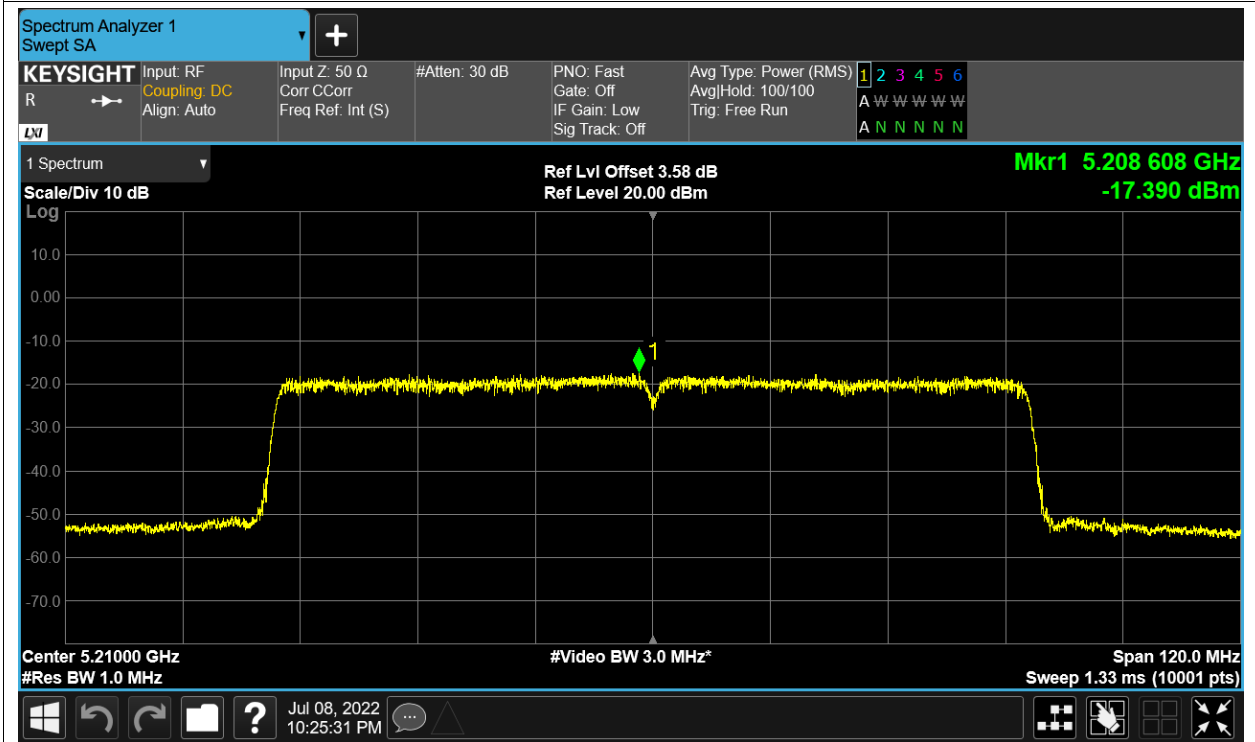 Spectrum Analyzer 1
Swept SA
+
KEYSIGHT Input: RF Input Z: 50 Ω #Atten: 30 dB PNO: Fast Avg Type: Power (RMS) 1 2 3 4 5 6
R Coupling: DC Corr CCorr Gate: Off Avg|Hold: 100/100 A W W W W W
Align: Auto Freq Ref: Int (S) IF Gain: Low Trig: Free Run
LXI Sig Track: Off A N N N N N
1 Spectrum Ref Lvl Offset 3.58 dB Mkr1 5.208 608 GHz
Scale/Div 10 dB Ref Level 20.00 dBm -17.390 dBm
Log
10.0
0.00
-10.0
1
-20.0
-30.0
-40.0
-50.0
-60.0
-70.0
Center 5.21000 GHz #Video BW 3.0 MHz* Span 120.0 MHz
#Res BW 1.0 MHz Sweep 1.33 ms (10001 pts)
? Jul 08, 2022
10:25:31 PM